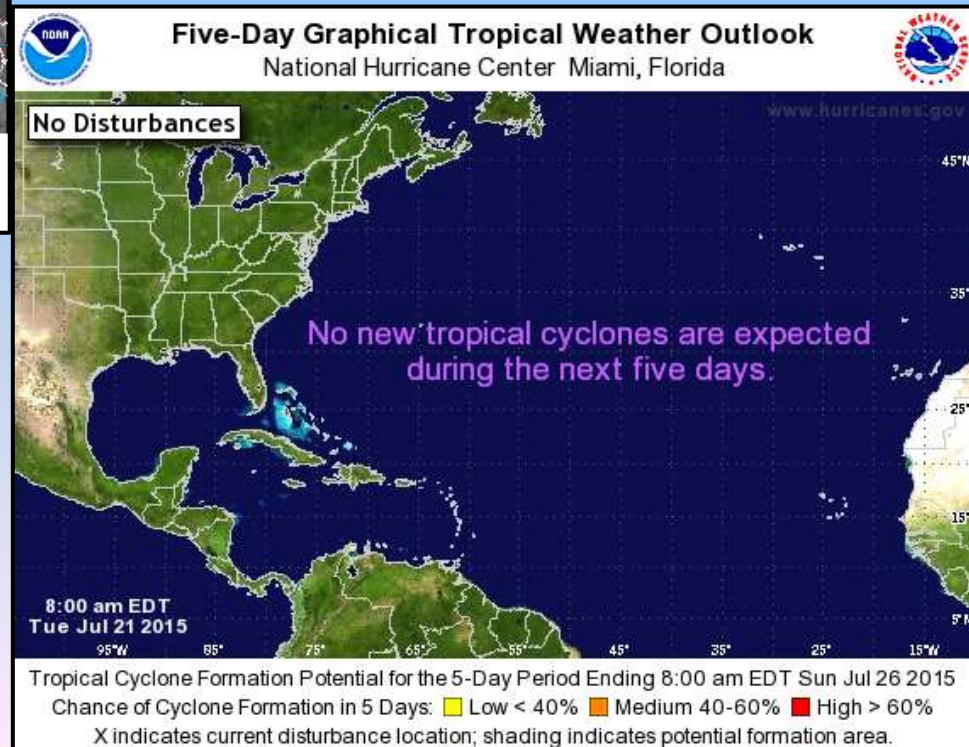 NOAA
Five-Day Graphical Tropical Weather Outlook
National Hurricane Center Miami, Florida
NATIONAL WEATHER SERVICE
No Disturbances
www.hurricanes.gov
45°N
35°
No new tropical cyclones are expected
during the next five days.
25°
15°
8:00 am EDT
Tue Jul 21 2015
5°N
95°W 85° 75° 65° 55° 45° 35° 25° 15°W
Tropical Cyclone Formation Potential for the 5-Day Period Ending 8:00 am EDT Sun Jul 26 2015
Chance of Cyclone Formation in 5 Days: Low < 40% Medium 40-60% High > 60%
X indicates current disturbance location; shading indicates potential formation area.